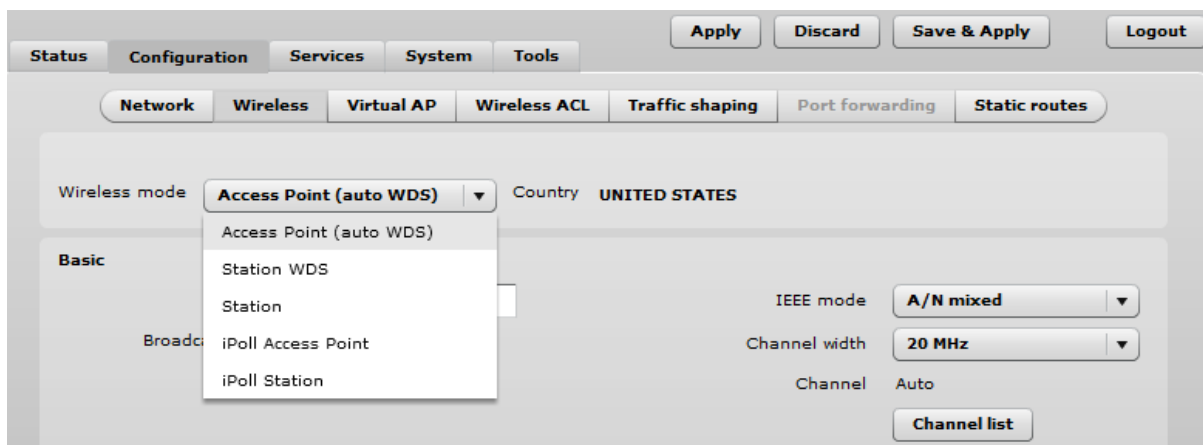 Apply Discard Save & Apply Logout
Status Configuration Services System Tools
Network Wireless Virtual AP Wireless ACL Traffic shaping Port forwarding Static routes
Wireless mode Access Point (auto WDS) Country UNITED STATES
Access Point (auto WDS)
Basic
Station WDS
Station IEEE mode A/N mixed
iPoll Access Point Channel width 20 MHz
iPoll Station Channel Auto
Channel list